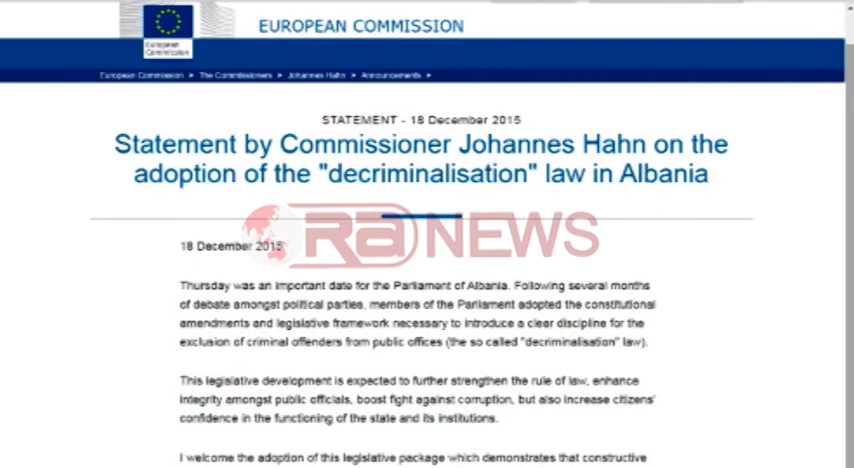 European
Commission
EUROPEAN COMMISSION
European Commission > The Commissioners > Johannes Hahn > Announcements >
STATEMENT - 18 December 2015
Statement by Commissioner Johannes Hahn on the
adoption of the "decriminalisation" law in Albania
Ra NEWS
18 December 2015
Thursday was an important date for the Parliament of Albania. Following several months
of debate amongst political parties, members of the Parliament adopted the constitutional
amendments and legislative framework necessary to introduce a clear discipline for the
exclusion of criminal offenders from public offices (the so called "decriminalisation" law).
This legislative development is expected to further strengthen the rule of law, enhance
integrity amongst public officials, boost fight against corruption, but also increase citizens'
confidence in the functioning of the state and its institutions.
I welcome the adoption of this legislative package which demonstrates that constructive